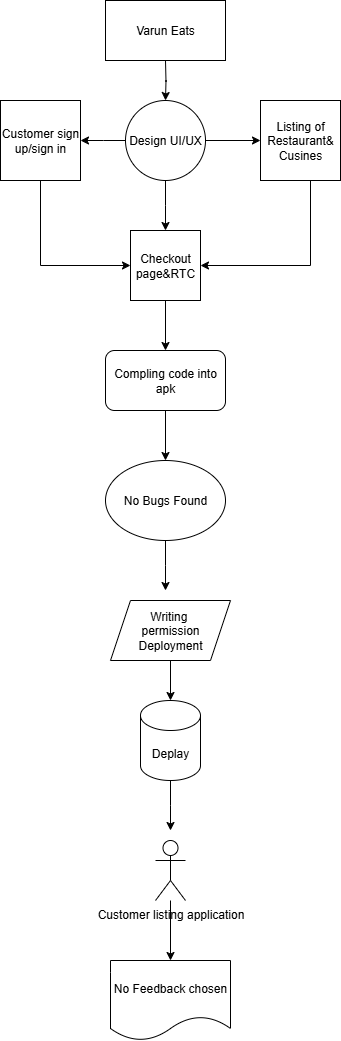 Varun Eats
Customer sign
up/sign in
Design UI/UX
Listing of
Restaurant&
Cusines
Checkout
page&RTC
Compling code into
apk
No Bugs Found
Writing
permission
Deployment
Deplay
Customer listing application
No Feedback chosen